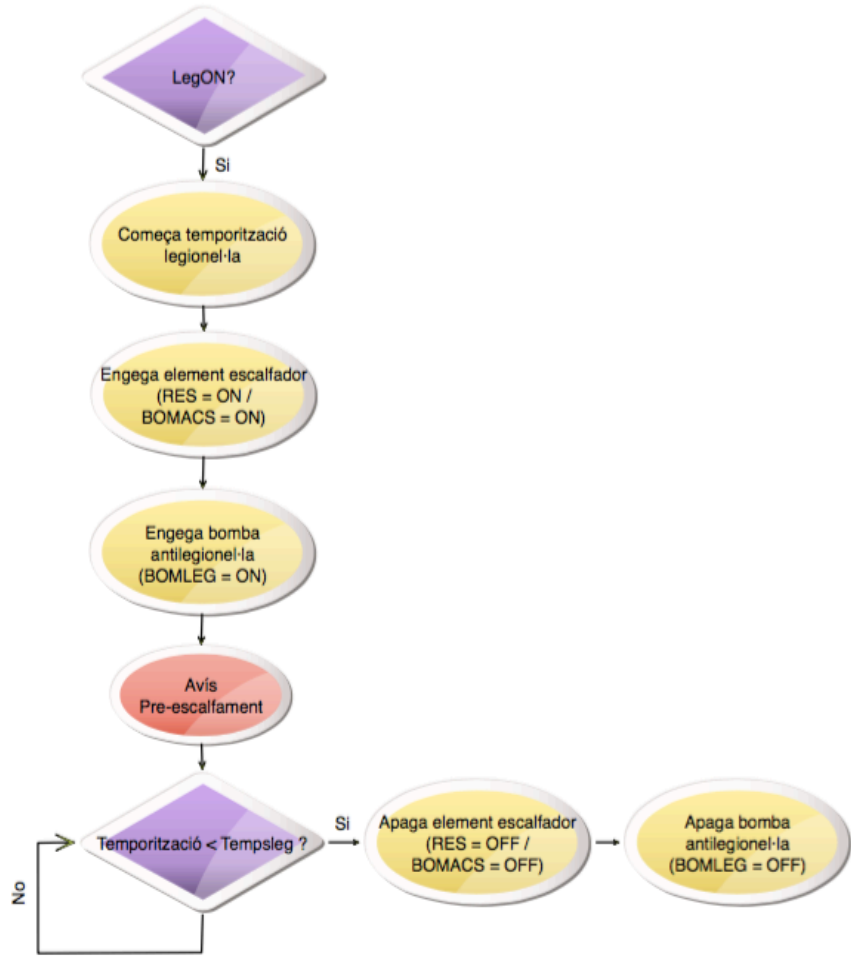 LegON?
Si
Comença temporització
legionel·la
Engega element escalfador
(RES = ON /
BOMACS = ON)
Engega bomba
antilegionel·la
(BOMLEG = ON)
Avís
Pre-escalfament
Temporització < Tempsleg ?
No
Si
Apaga element escalfador
(RES = OFF /
BOMACS = OFF)
Apaga bomba
antilegionel·la
(BOMLEG = OFF)